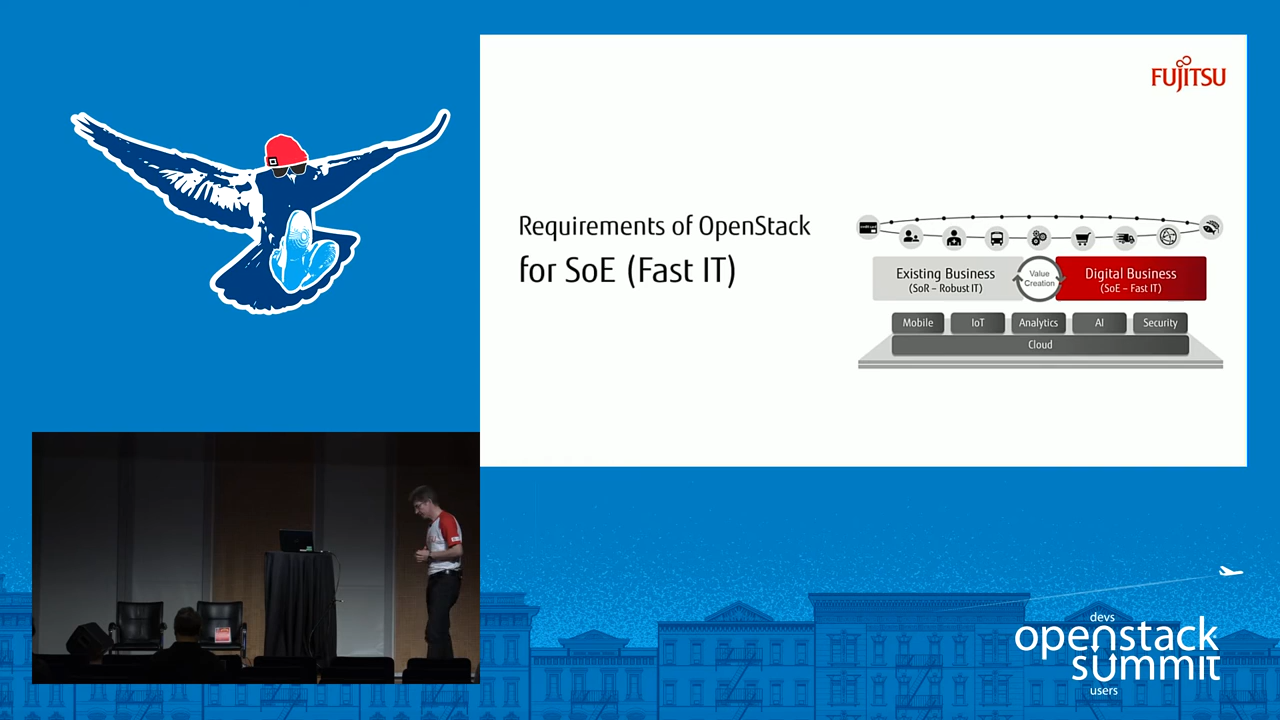 FUJITSU
Requirements of OpenStack
for SoE (Fast IT)
Existing Business
(SoR – Robust IT)
Value
Creation
Digital Business
(SoE – Fast IT)
Mobile
IoT
Analytics
AI
Security
Cloud
devs
openstack
summit
users